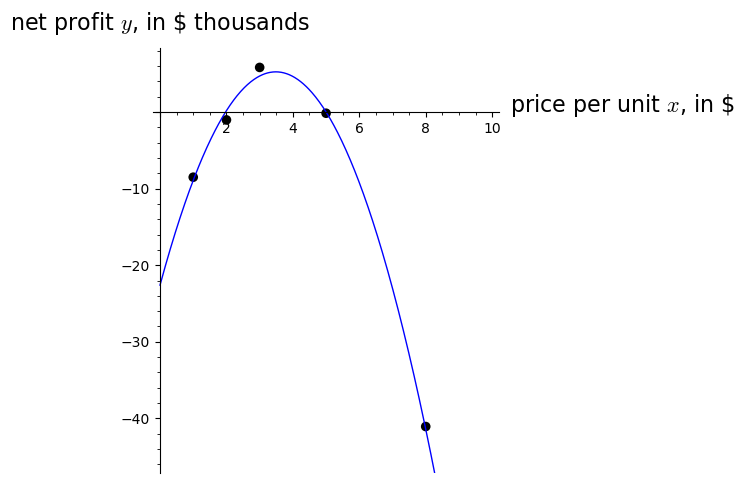 net profit y, in $ thousands
price per unit x, in $
2 4 6 8 10
−10
−20
−30
−40